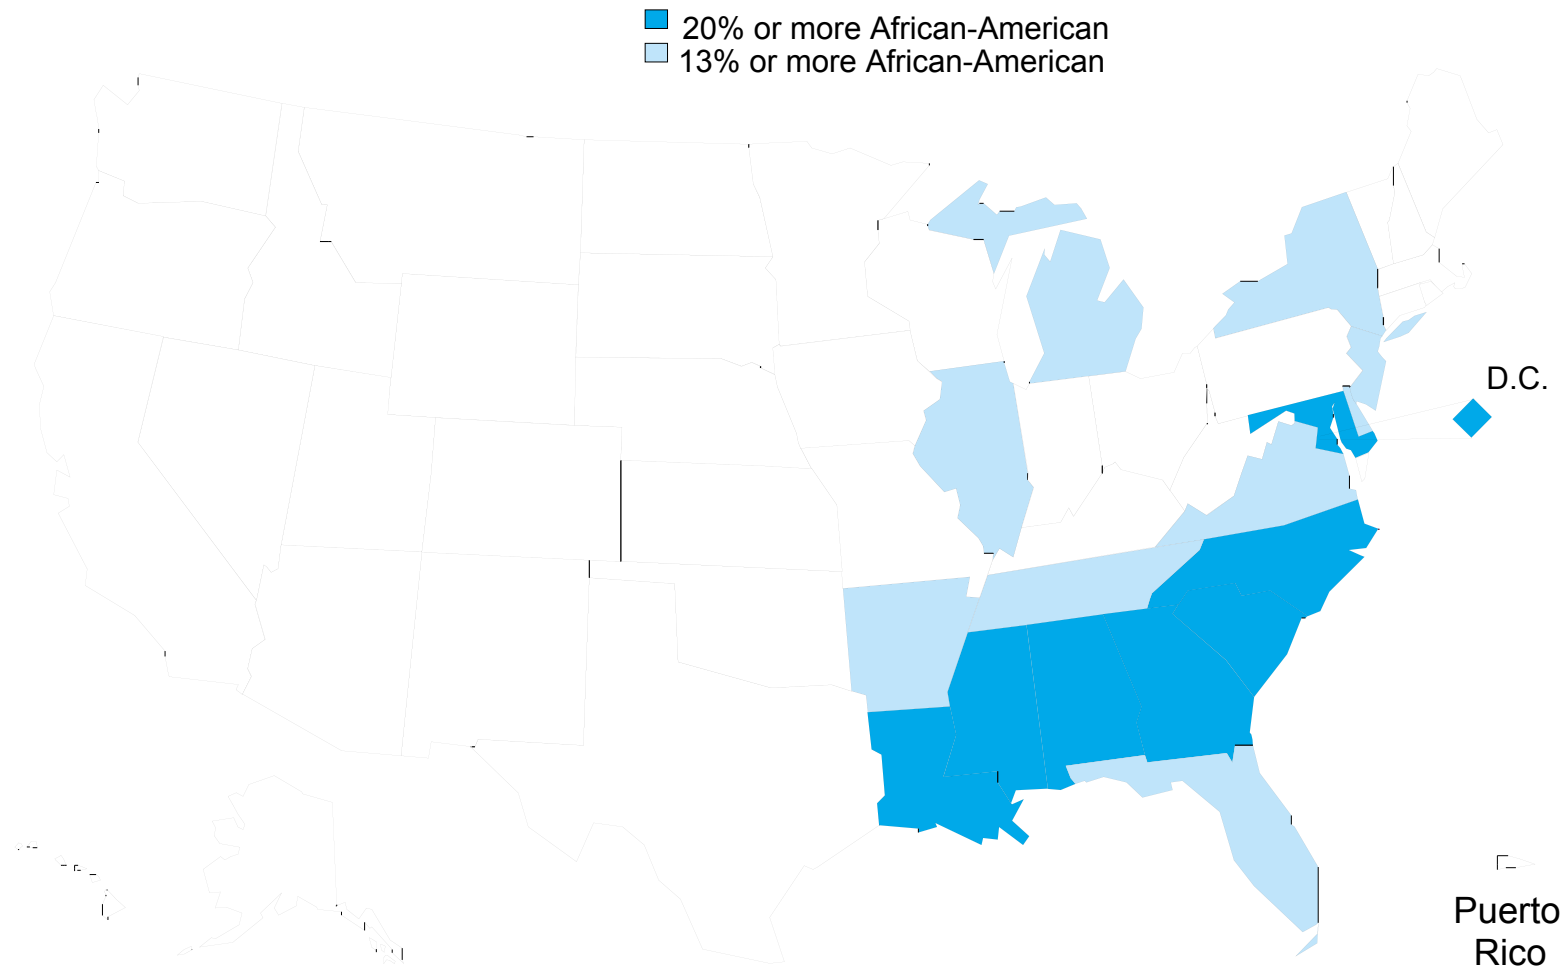 20% or more African-American
13% or more African-American
D.C.
Puerto
Rico